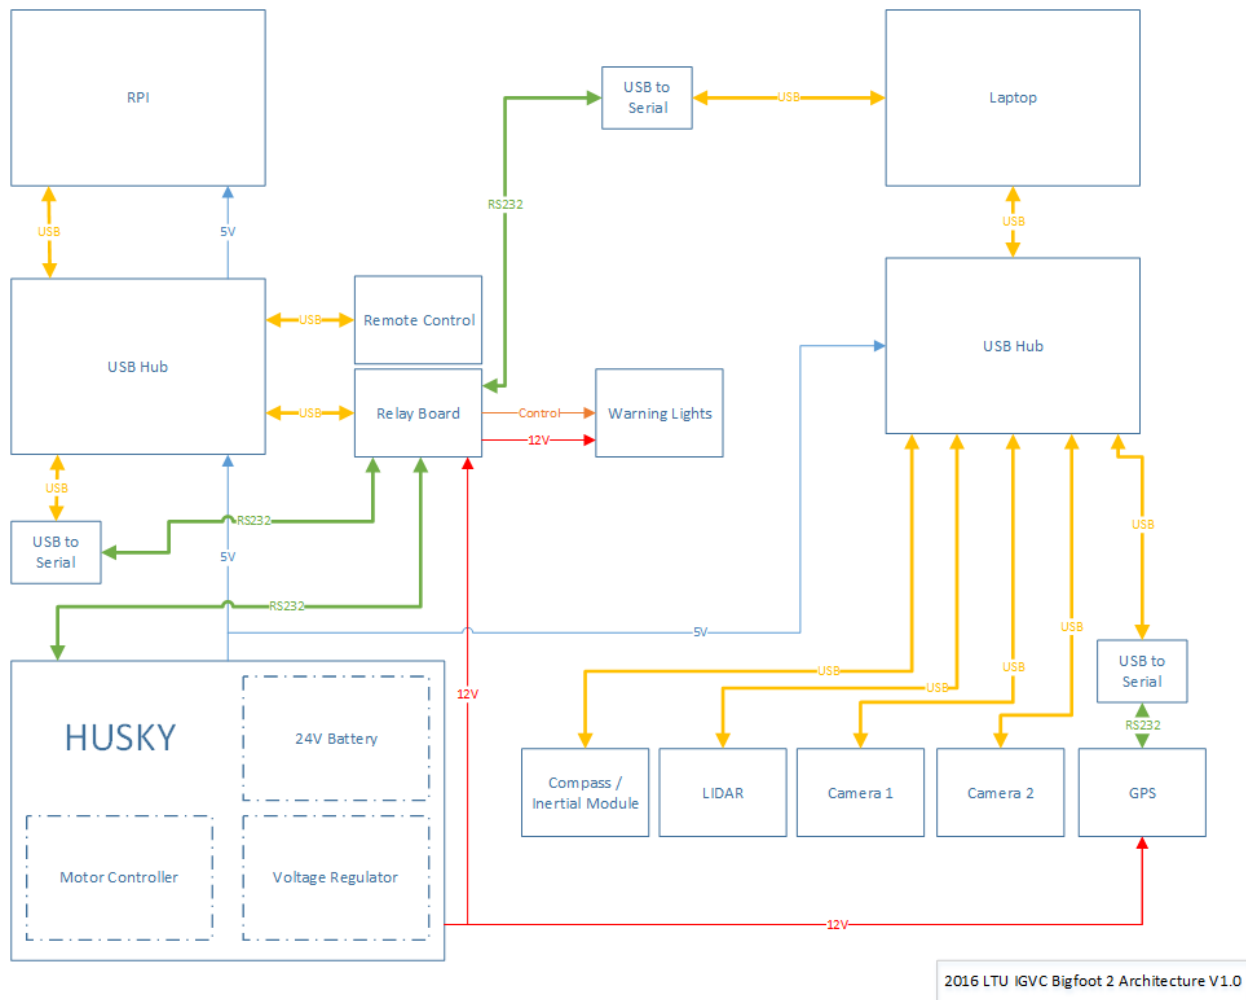 RPI
USB to
Serial
USB
Laptop
RS232
USB
5V
USB
USB Hub
USB
Remote Control
USB Hub
USB
Relay Board
Control
12V
Warning Lights
USB
RS232
USB to
Serial
5V
RS232
5V
USB
USB
USB
USB
USB
USB to
Serial
RS232
HUSKY
24V Battery
12V
Motor Controller
Voltage Regulator
Compass /
Inertial Module
LIDAR
Camera 1
Camera 2
GPS
12V
2016 LTU IGVC Bigfoot 2 Architecture V1.0